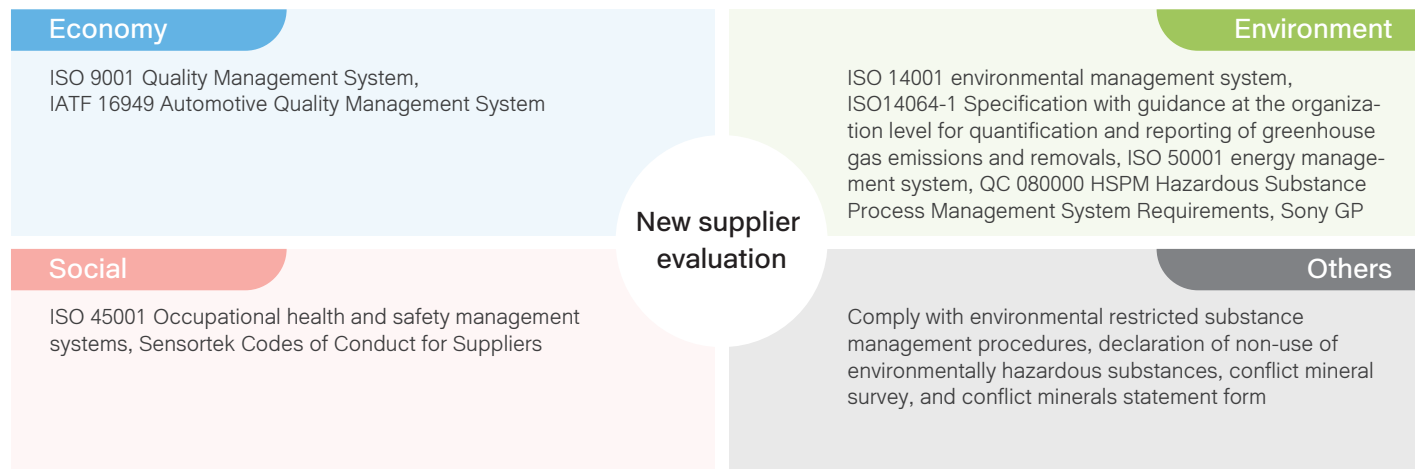 Economy
ISO 9001 Quality Management System,
IATF 16949 Automotive Quality Management System
Environment
ISO 14001 environmental management system,
ISO14064-1 Specification with guidance at the organiza-
tion level for quantification and reporting of greenhouse
gas emissions and removals, ISO 50001 energy manage-
ment system, QC 080000 HSPM Hazardous Substance
Process Management System Requirements, Sony GP
New supplier
evaluation
Social
ISO 45001 Occupational health and safety management
systems, Sensortek Codes of Conduct for Suppliers
Others
Comply with environmental restricted substance
management procedures, declaration of non-use of
environmentally hazardous substances, conflict mineral
survey, and conflict minerals statement form